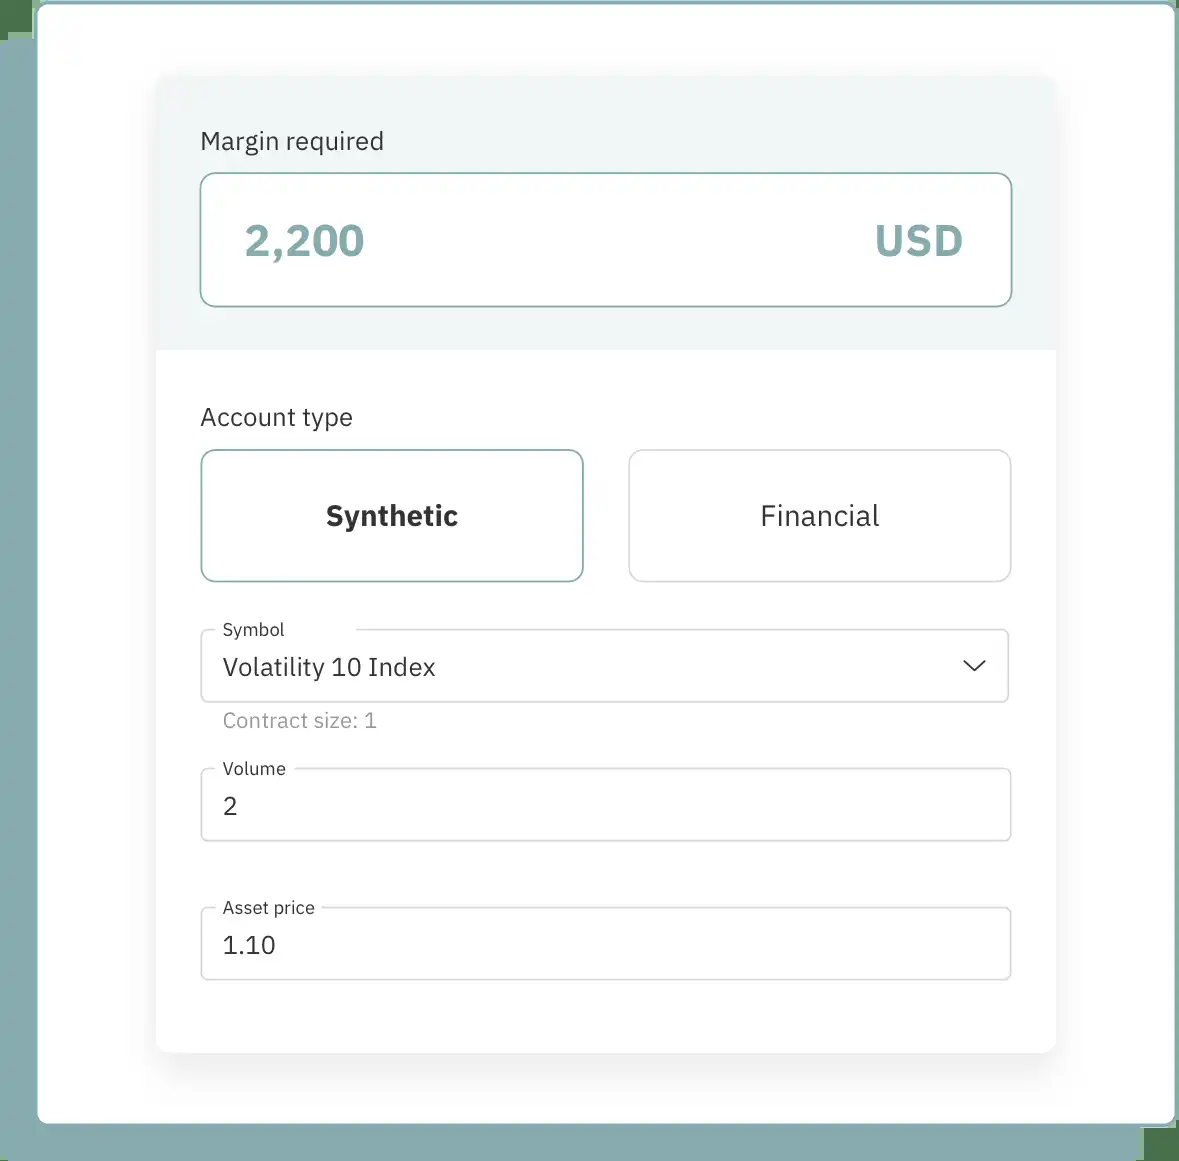 Margin required
2,200 USD
Account type
Synthetic Financial
Symbol
Volatility 10 Index
Contract size: 1
Volume
2
Asset price
1.10